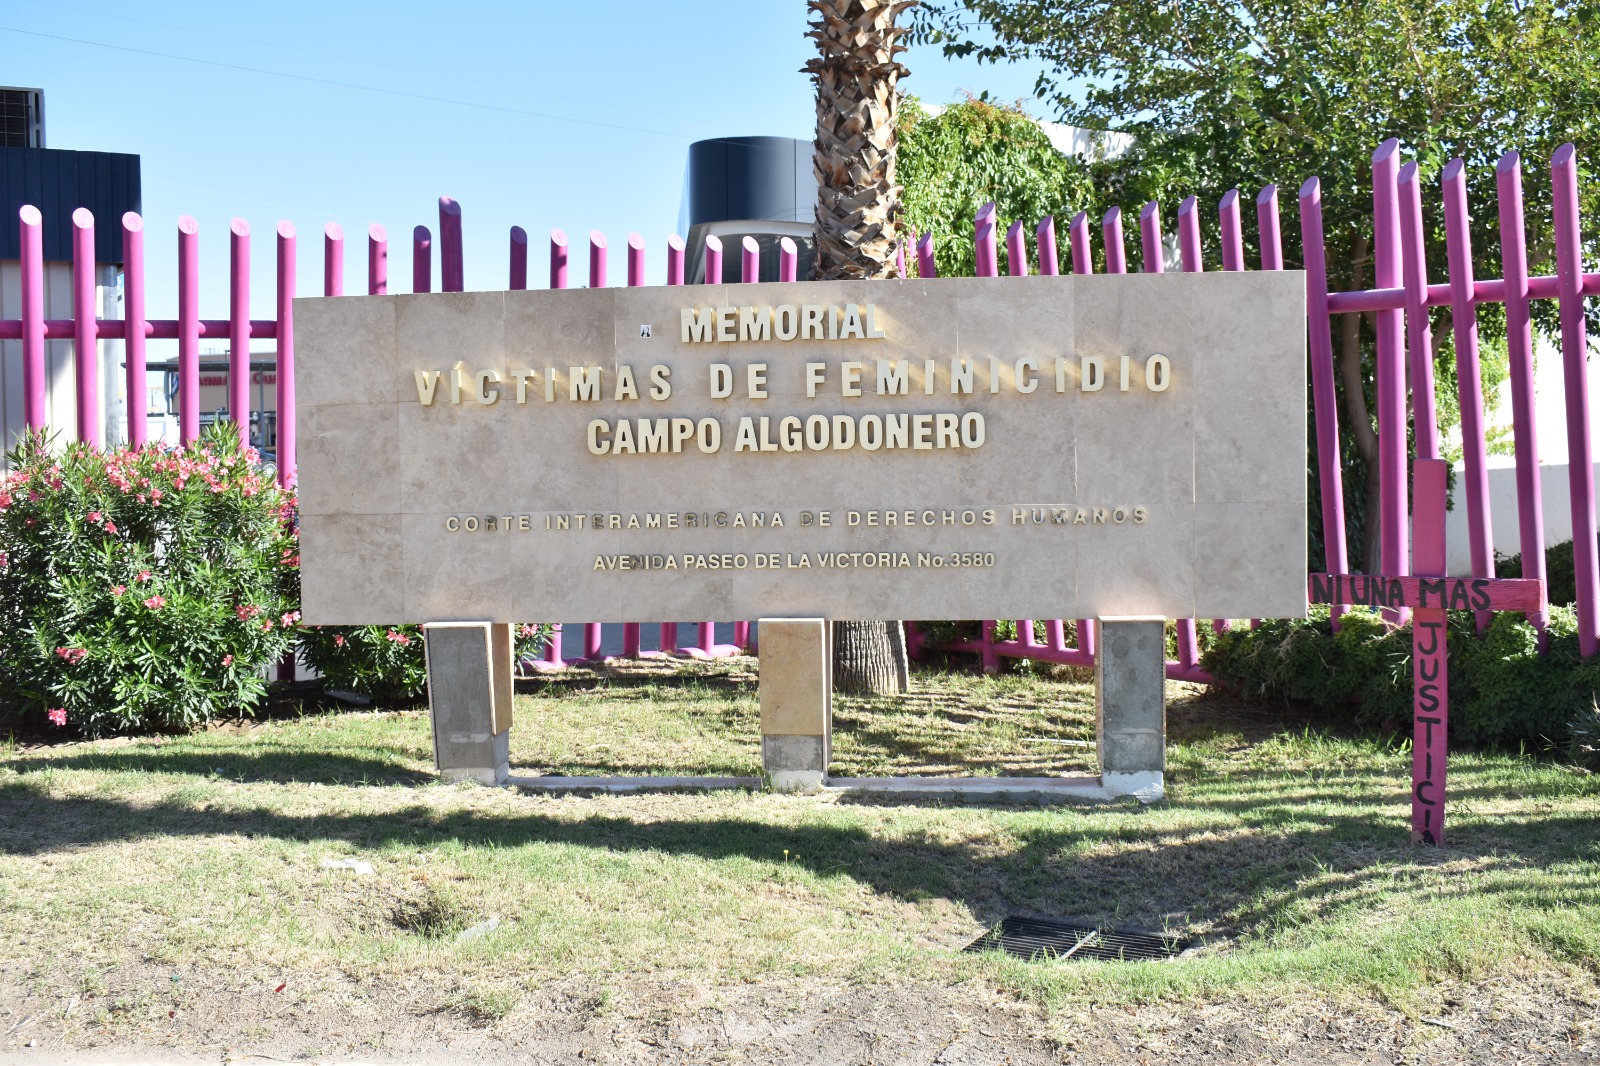 MEMORIAL
VÍCTIMAS DE FEMINICIDIO
CAMPO ALGODONERO
CORTE INTERAMERICANA DE DERECHOS HUMANOS
AVENIDA PASEO DE LA VICTORIA No.3580
NI UNA MAS
JUSTICIA